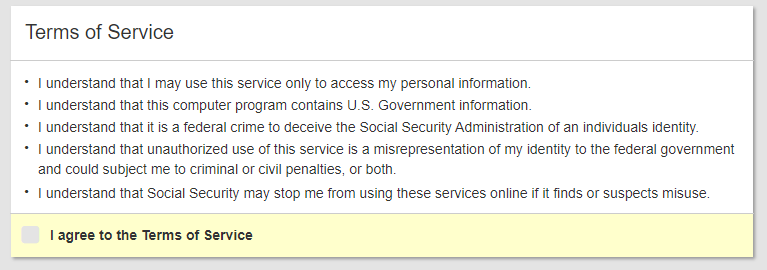 Terms of Service
• I understand that I may use this service only to access my personal information.
• I understand that this computer program contains U.S. Government information.
• I understand that it is a federal crime to deceive the Social Security Administration of an individuals identity.
• I understand that unauthorized use of this service is a misrepresentation of my identity to the federal government
and could subject me to criminal or civil penalties, or both.
• I understand that Social Security may stop me from using these services online if it finds or suspects misuse.
I agree to the Terms of Service